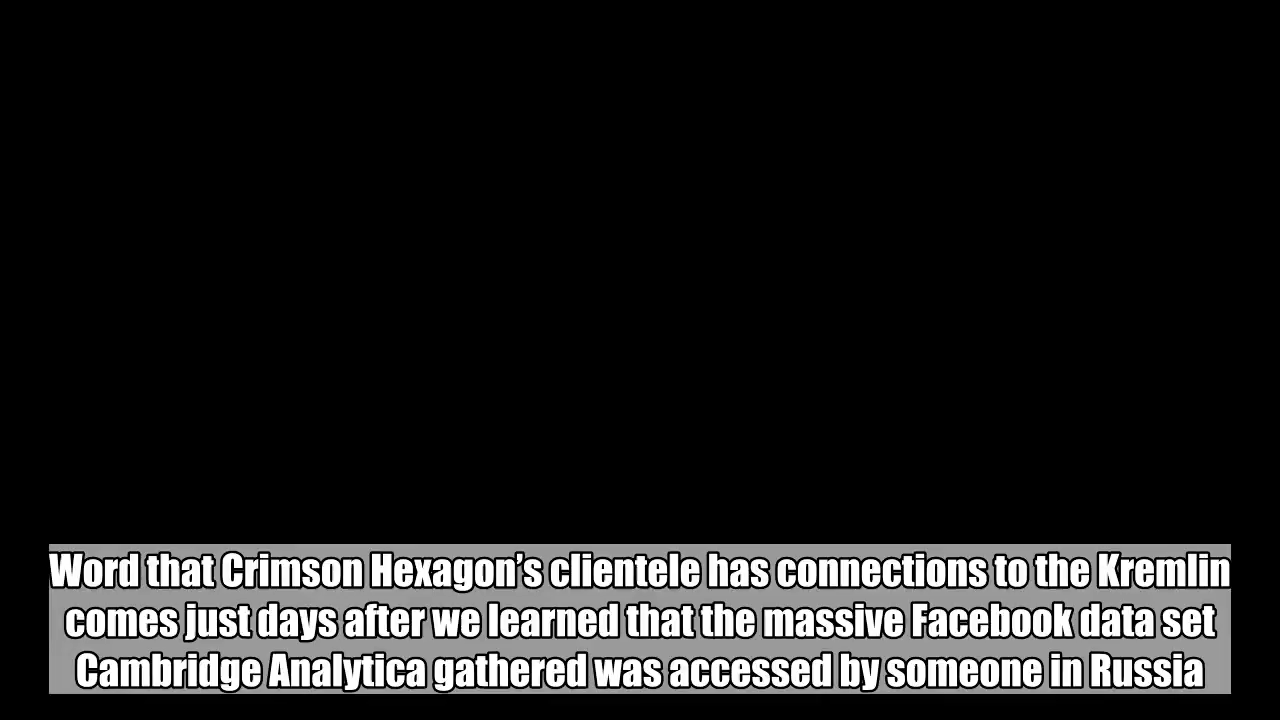 Word that Crimson Hexagon’s clientele has connections to the Kremlin
comes just days after we learned that the massive Facebook data set
Cambridge Analytica gathered was accessed by someone in Russia